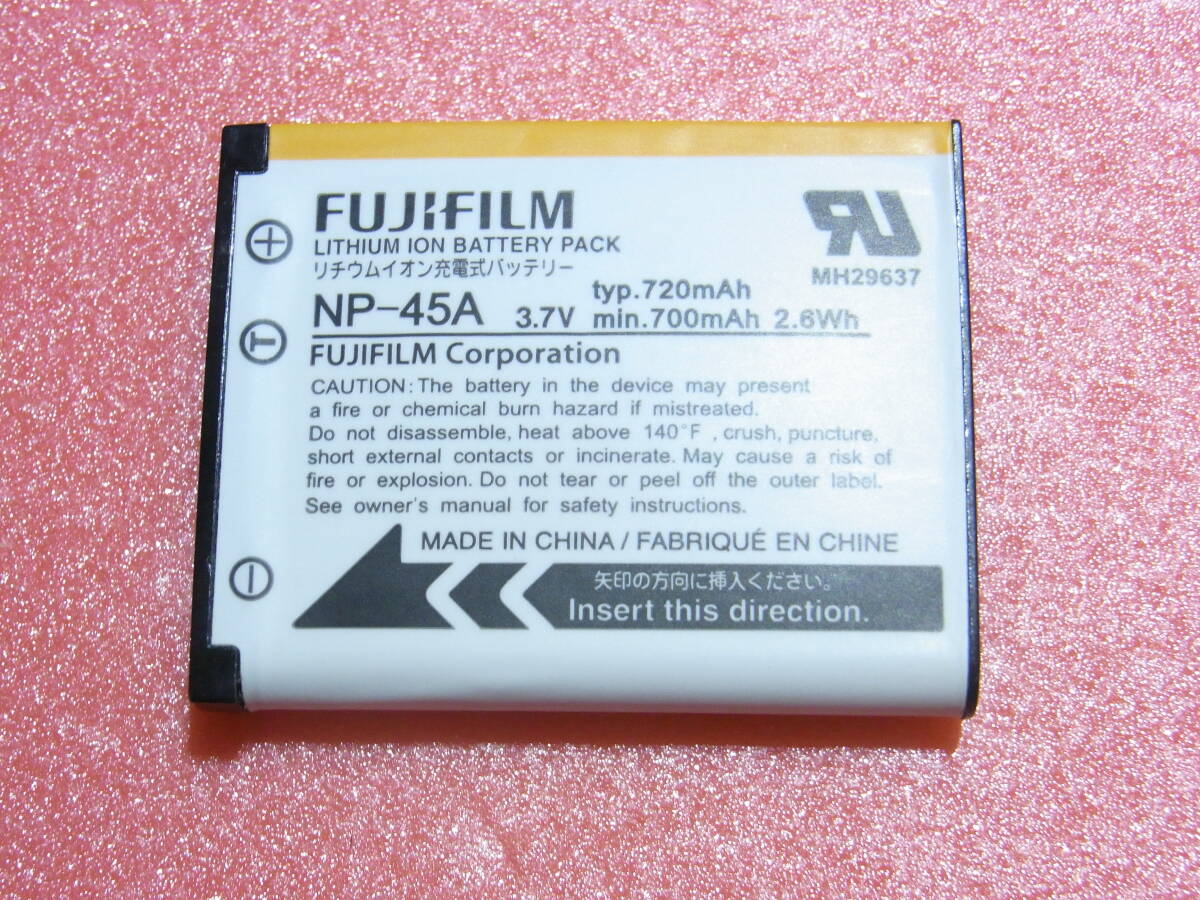 FUJIFILM
LITHIUM ION BATTERY PACK
リチウムイオン充電式バッテリー
NP-45A 3.7V typ.720mAh
min.700mAh 2.6Wh
RU
MH29637
FUJIFILM Corporation
CAUTION: The battery in the device may present
a fire or chemical burn hazard if mistreated.
Do not disassemble, heat above 140°F , crush, puncture,
short external contacts or incinerate. May cause a risk of
fire or explosion. Do not tear or peel off the outer label.
See owner's manual for safety instructions.
MADE IN CHINA / FABRIQUÉ EN CHINE
矢印の方向に挿入ください。
Insert this direction.
+
T
−